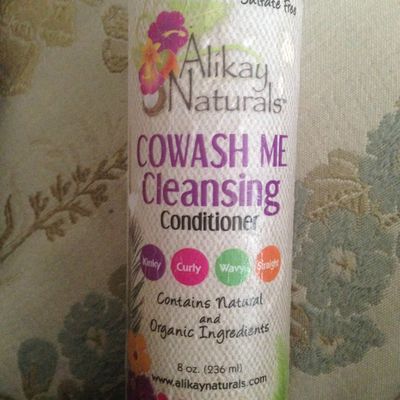 Sulfate Free
Alikay
Naturals™
COWASH ME
Cleansing
Conditioner
Kinky Curly Wavy Straight
Contains Natural
and
Organic Ingredients
8 oz. (236 ml)
www.alikaynaturals.com